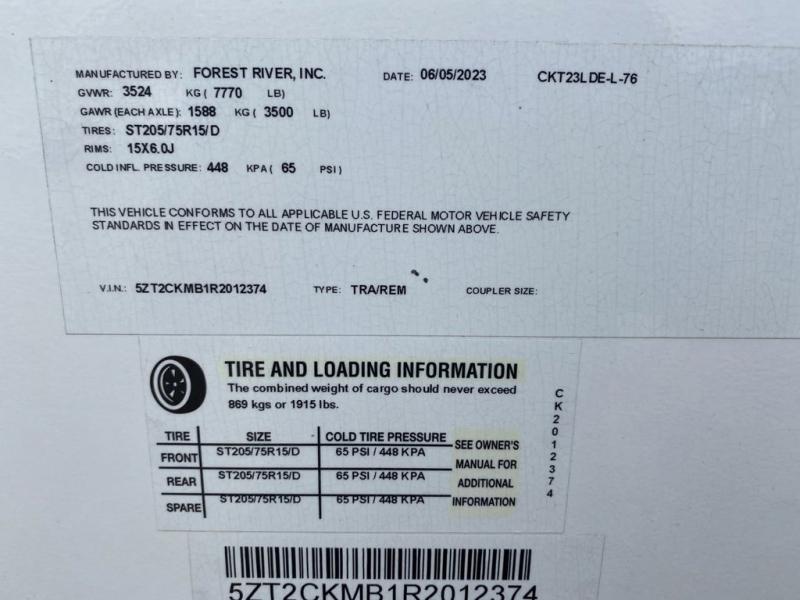 MANUFACTURED BY: FOREST RIVER, INC. DATE: 06/05/2023 CKT23LDE-L-76
GVWR: 3524 KG ( 7770 LB)
GAWR (EACH AXLE): 1588 KG ( 3500 LB)
TIRES: ST205/75R15/D
RIMS: 15X6.0J
COLD INFL. PRESSURE: 448 KPA ( 65 PSI )
THIS VEHICLE CONFORMS TO ALL APPLICABLE U.S. FEDERAL MOTOR VEHICLE SAFETY
STANDARDS IN EFFECT ON THE DATE OF MANUFACTURE SHOWN ABOVE.
V.I.N.: 5ZT2CKMB1R2012374 TYPE: TRA/REM COUPLER SIZE:
TIRE AND LOADING INFORMATION
The combined weight of cargo should never exceed
869 kgs or 1915 lbs.
TIRE SIZE COLD TIRE PRESSURE
FRONT ST205/75R15/D 65 PSI / 448 KPA
REAR ST205/75R15/D 65 PSI / 448 KPA
SPARE ST205/75R15/D 65 PSI / 448 KPA
SEE OWNER'S
MANUAL FOR
ADDITIONAL
INFORMATION
CK2012374
5ZT2CKMB1R2012374